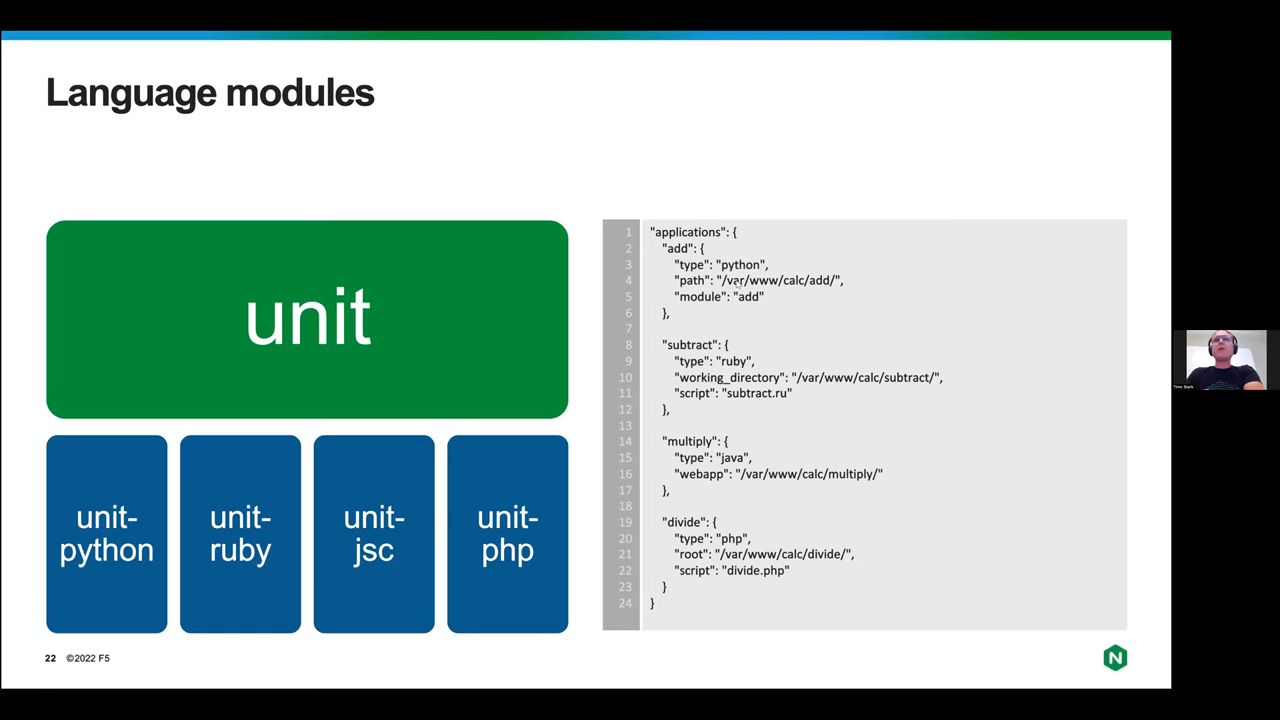 Language modules
unit
unit-
python
unit-
ruby
unit-
jsc
unit-
php
1 "applications": {
2 "add": {
3 "type": "python",
4 "path": "/var/www/calc/add/",
5 "module": "add"
6 },
7
8 "subtract": {
9 "type": "ruby",
10 "working_directory": "/var/www/calc/subtract/",
11 "script": "subtract.ru"
12 },
13
14 "multiply": {
15 "type": "java",
16 "webapp": "/var/www/calc/multiply/"
17 },
18
19 "divide": {
20 "type": "php",
21 "root": "/var/www/calc/divide/",
22 "script": "divide.php"
23 }
24 }
22 ©2022 F5
N
Timo Stark